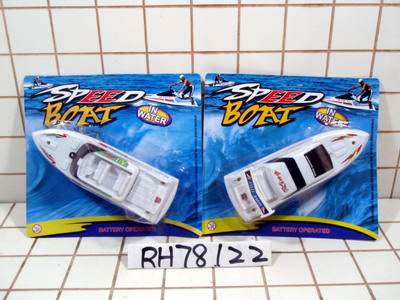 SPEED
BOAT
IN
WATER
BATTERY OPERATED
SPEED
BOAT
IN
WATER
BATTERY OPERATED
RH78122